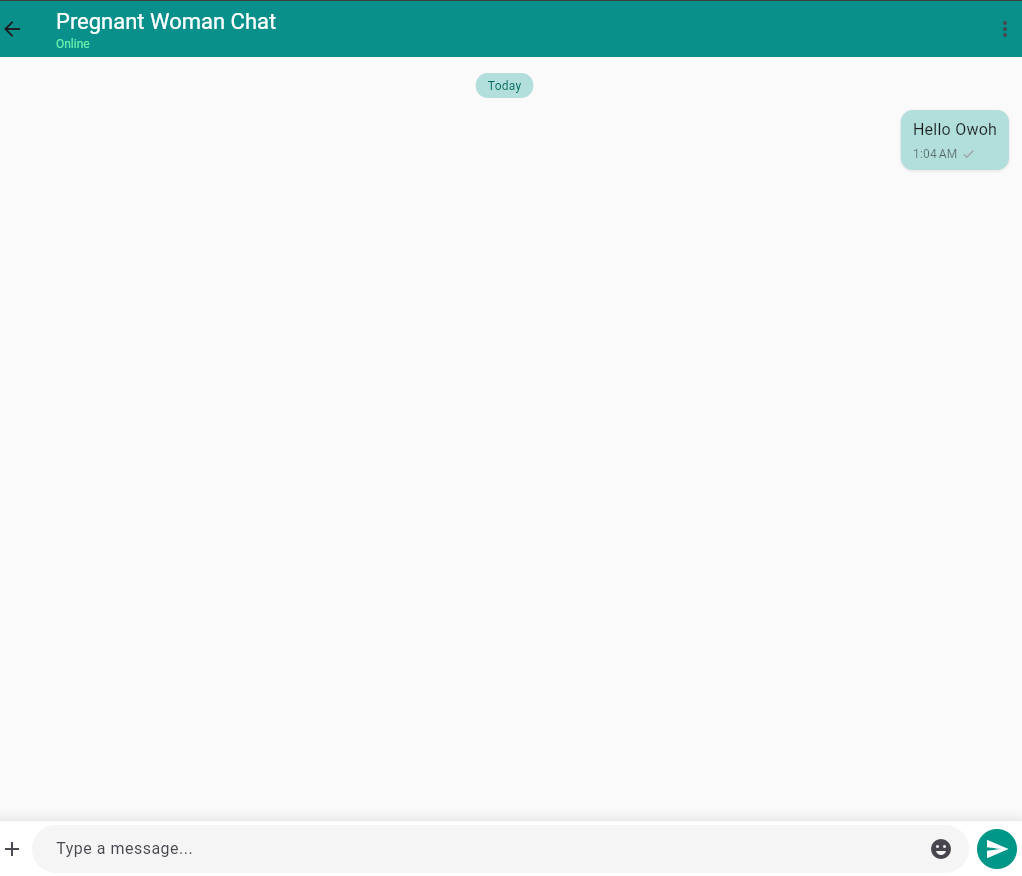 Pregnant Woman Chat
Online
Today
Hello Owoh
1:04 AM
Type a message...